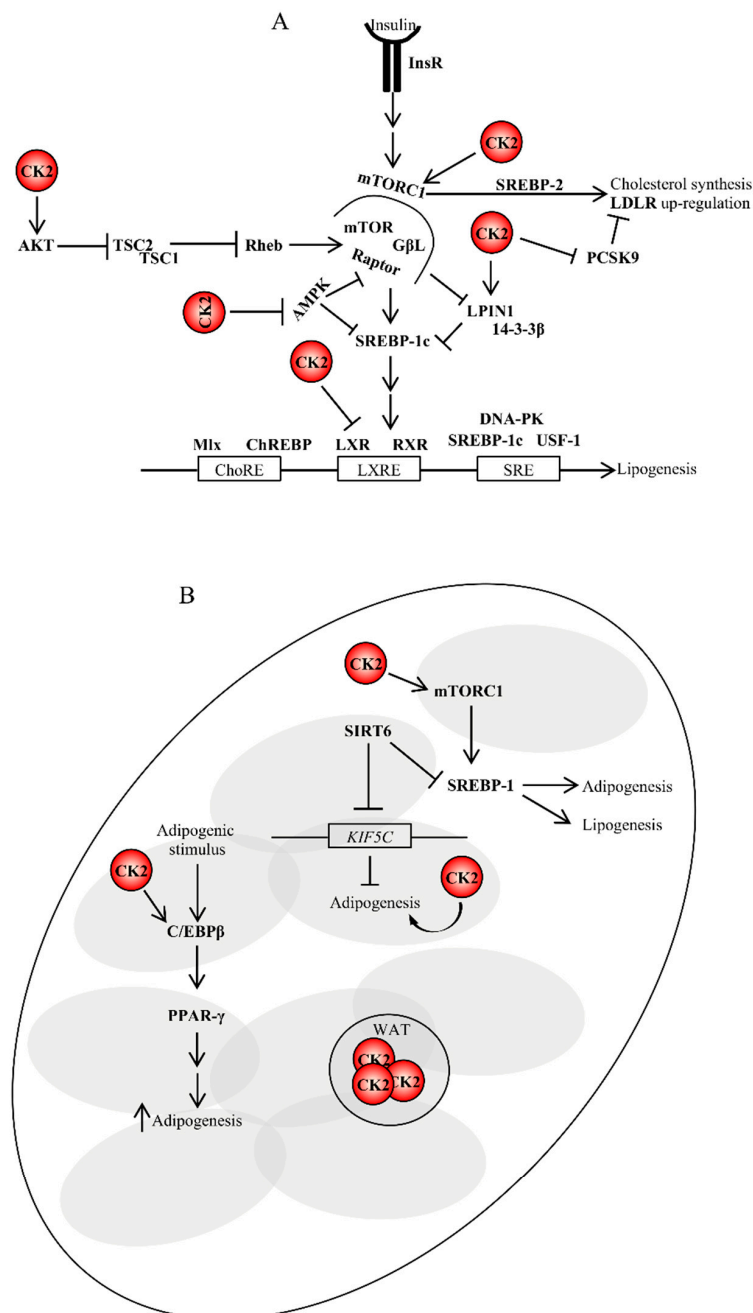 A
Insulin
InsR
CK2
CK2
mTORC1
SREBP-2
Cholesterol synthesis
LDLR up-regulation
AKT
TSC2
TSC1
Rheb
mTOR
GβL
Raptor
CK2
PCSK9
CK2
AMPK
LPIN1
14-3-3β
SREBP-1c
CK2
DNA-PK
Mlx
ChREBP
LXR
RXR
SREBP-1c
USF-1
ChoRE
LXRE
SRE
Lipogenesis
B
CK2
mTORC1
SIRT6
SREBP-1
Adipogenesis
Lipogenesis
KIF5C
Adipogenic
stimulus
CK2
CK2
Adipogenesis
C/EBPβ
PPAR-γ
WAT
CK2
CK2
CK2
Adipogenesis